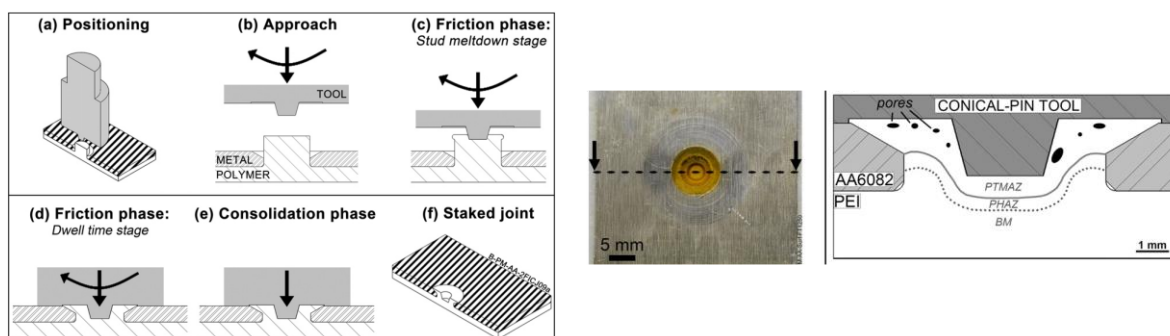 (a) Positioning
(b) Approach
TOOL
METAL
POLYMER
(c) Friction phase:
Stud meltdown stage
(d) Friction phase:
Dwell time stage
(e) Consolidation phase
(f) Staked joint
5 mm
pores
CONICAL-PIN TOOL
AA6082
PEI
PTMAZ
PHAZ
BM
1 mm